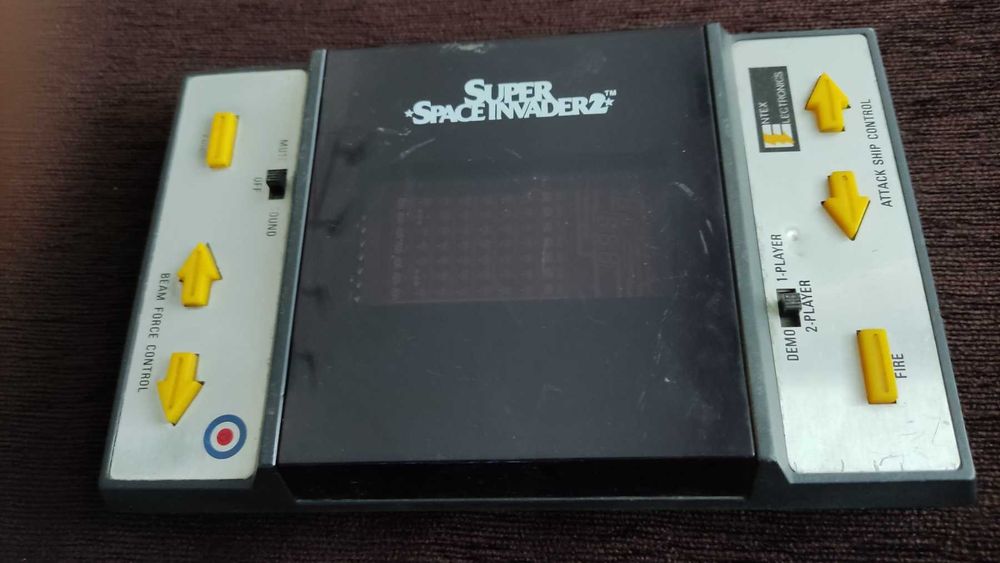 SUPER
SPACE INVADER 2™
MUTE
OFF
SOUND
BEAM FORCE CONTROL
ENTEX
ELECTRONICS
ATTACK SHIP CONTROL
DEMO
1-PLAYER
2-PLAYER
FIRE